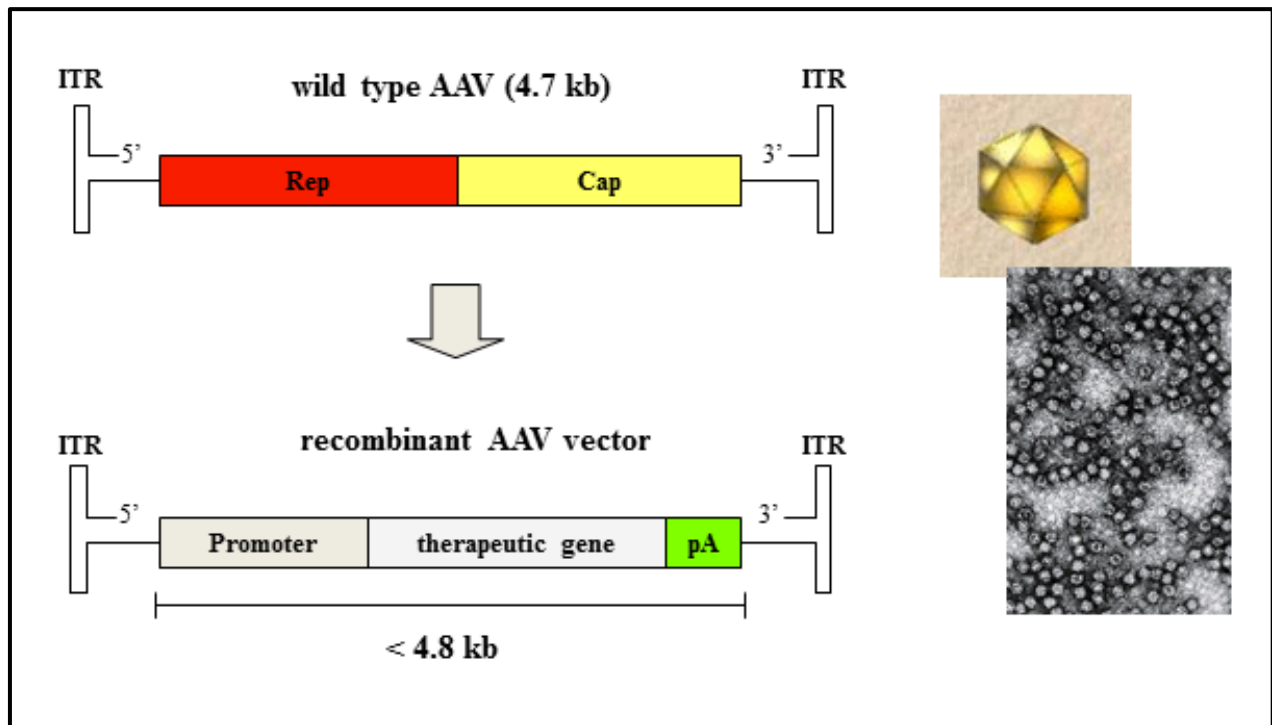 ITR
wild type AAV (4.7 kb)
ITR
5’
3’
Rep
Cap
recombinant AAV vector
ITR
ITR
5’
3’
Promoter
therapeutic gene
pA
< 4.8 kb